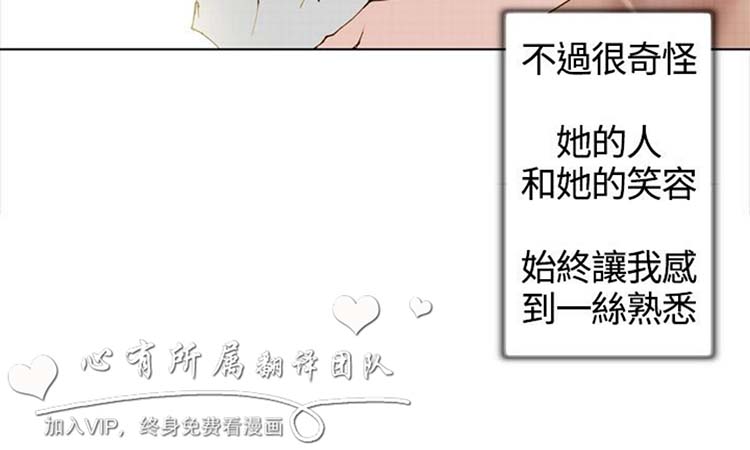 不過很奇怪
她的人
和她的笑容
始終讓我感
到一絲熟悉
心有所属翻译团队
加入VIP，终身免费看漫画